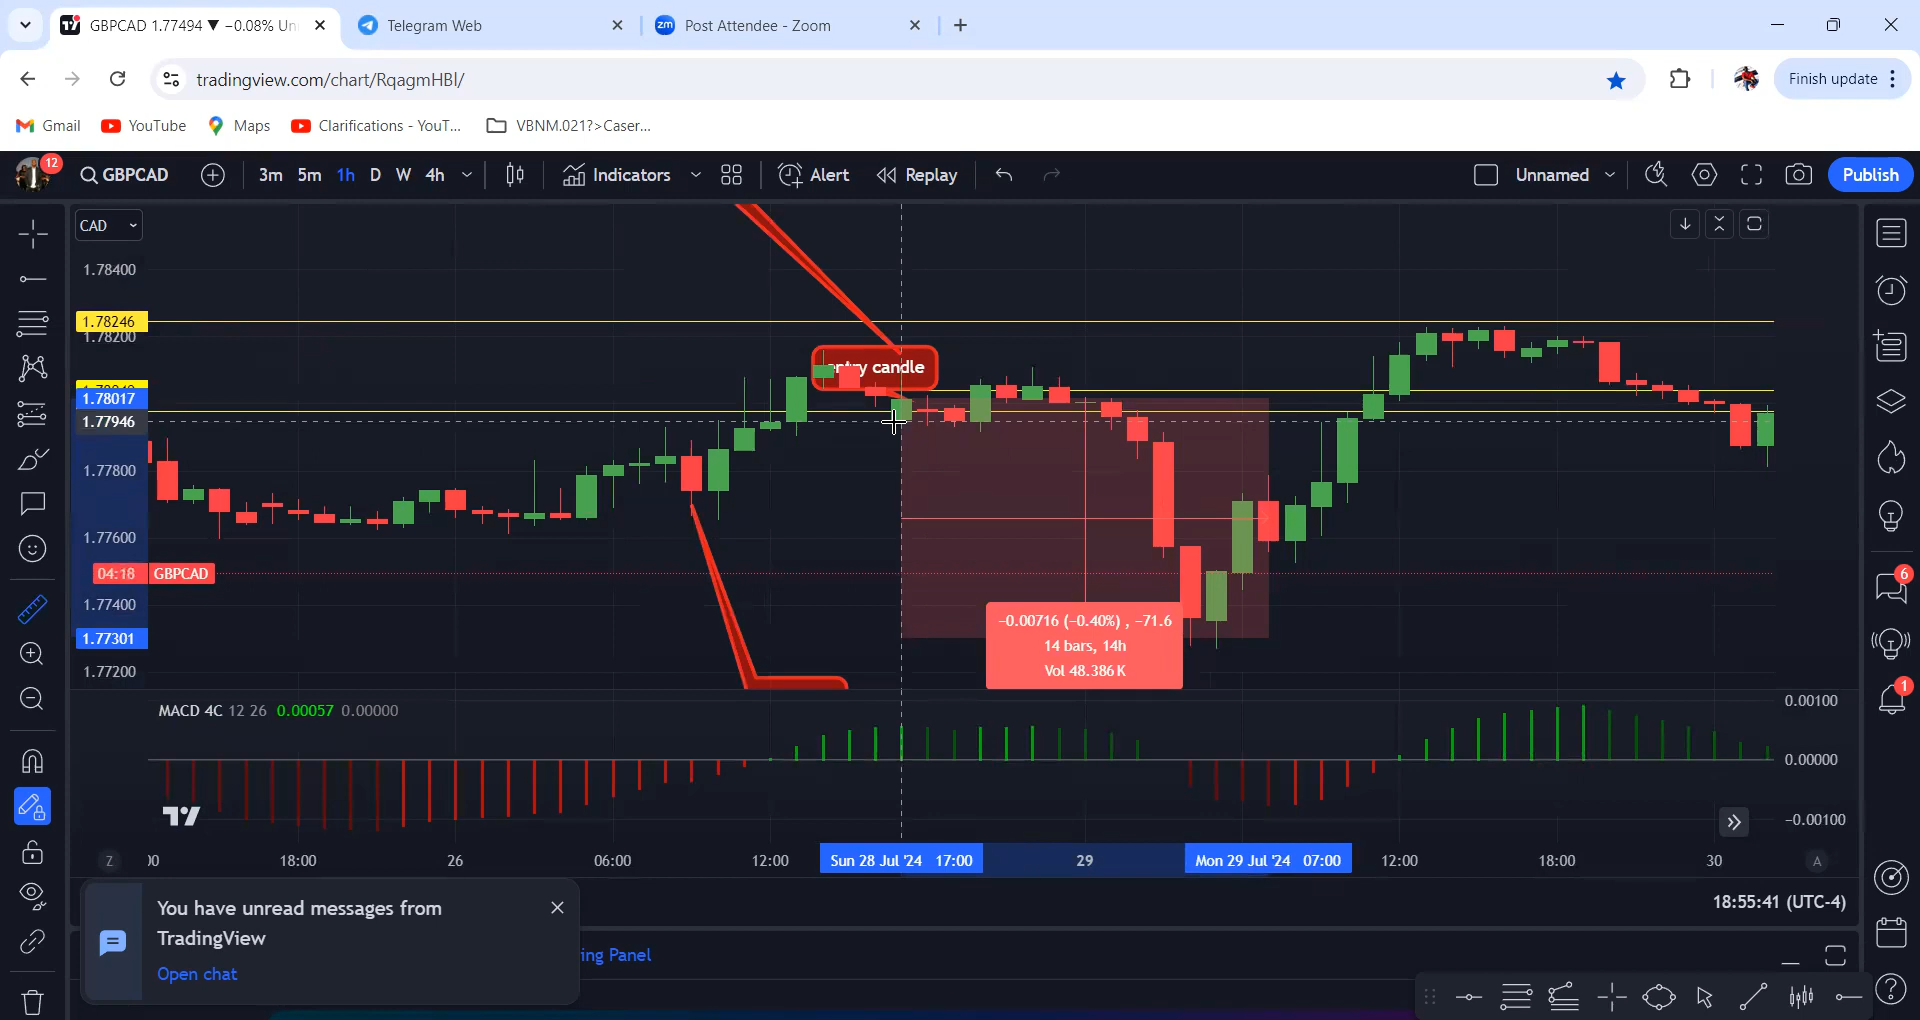 GBPCAD 1.77494 ▼ −0.08% Un
Telegram Web
zm Post Attendee - Zoom
tradingview.com/chart/RqagmHBl/
Finish update
Gmail
YouTube
Maps
Clarifications - YouT...
VBNM.021?>Caser...
12
GBPCAD
3m 5m 1h D W 4h
Indicators
Alert
Replay
Unnamed
Publish
CAD
1.78400
1.78246
1.78200
1.78017
1.77946
1.77800
1.77600
04:18 GBPCAD
1.77400
1.77301
1.77200
entry candle
−0.00716 (−0.40%) , −71.6
14 bars, 14h
Vol 48.386 K
MACD 4C 12 26 0.00057 0.00000
0.00100
0.00000
−0.00100
Z
18:00
26
06:00
12:00
Sun 28 Jul '24 17:00
29
Mon 29 Jul '24 07:00
12:00
18:00
30
A
6
1
18:55:41 (UTC-4)
You have unread messages from
TradingView
Open chat
ing Panel